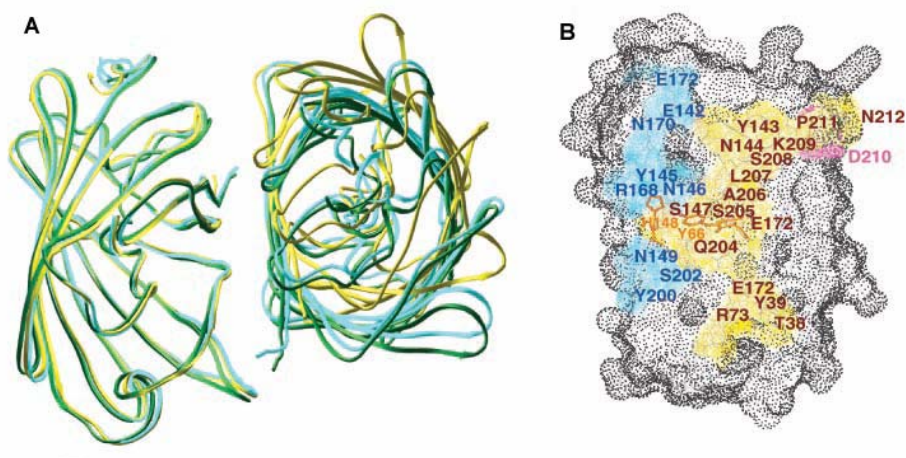 A
B
E172
E142
N170
Y143
P211
N212
N144
K209
S208
D210
Y145
L207
R168
N146
A206
S147
S205
H148
Y66
E172
Q204
N149
S202
Y200
E172
Y39
R73
T38